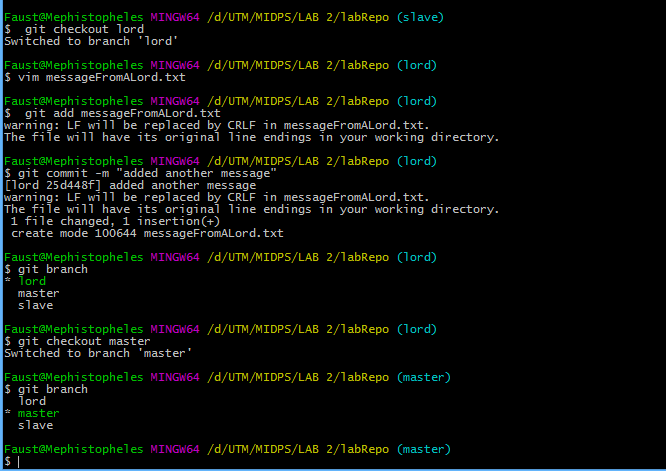 Faust@Mephistopheles MINGW64 /d/UTM/MIDPS/LAB 2/labRepo (slave)
$  git checkout lord
Switched to branch 'lord'
Faust@Mephistopheles MINGW64 /d/UTM/MIDPS/LAB 2/labRepo (lord)
$ vim messageFromALord.txt
Faust@Mephistopheles MINGW64 /d/UTM/MIDPS/LAB 2/labRepo (lord)
$  git add messageFromALord.txt
warning: LF will be replaced by CRLF in messageFromALord.txt.
The file will have its original line endings in your working directory.
Faust@Mephistopheles MINGW64 /d/UTM/MIDPS/LAB 2/labRepo (lord)
$ git commit -m "added another message"
[lord 25d448f] added another message
warning: LF will be replaced by CRLF in messageFromALord.txt.
The file will have its original line endings in your working directory.
 1 file changed, 1 insertion(+)
 create mode 100644 messageFromALord.txt
Faust@Mephistopheles MINGW64 /d/UTM/MIDPS/LAB 2/labRepo (lord)
$ git branch
* lord
  master
  slave
Faust@Mephistopheles MINGW64 /d/UTM/MIDPS/LAB 2/labRepo (lord)
$ git checkout master
Switched to branch 'master'
Faust@Mephistopheles MINGW64 /d/UTM/MIDPS/LAB 2/labRepo (master)
$ git branch
  lord
* master
  slave
Faust@Mephistopheles MINGW64 /d/UTM/MIDPS/LAB 2/labRepo (master)
$